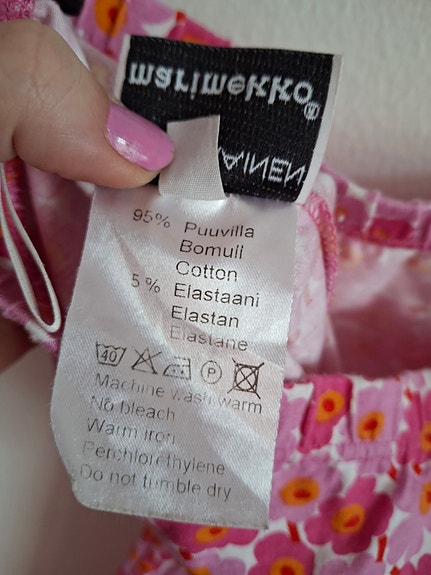 marimekko®
95% Puuvilla
Bomull
Cotton
5% Elastaani
Elastan
Elastane
40 P
Machine wash warm
No bleach
Warm iron
Perchlorethylene
Do not tumble dry